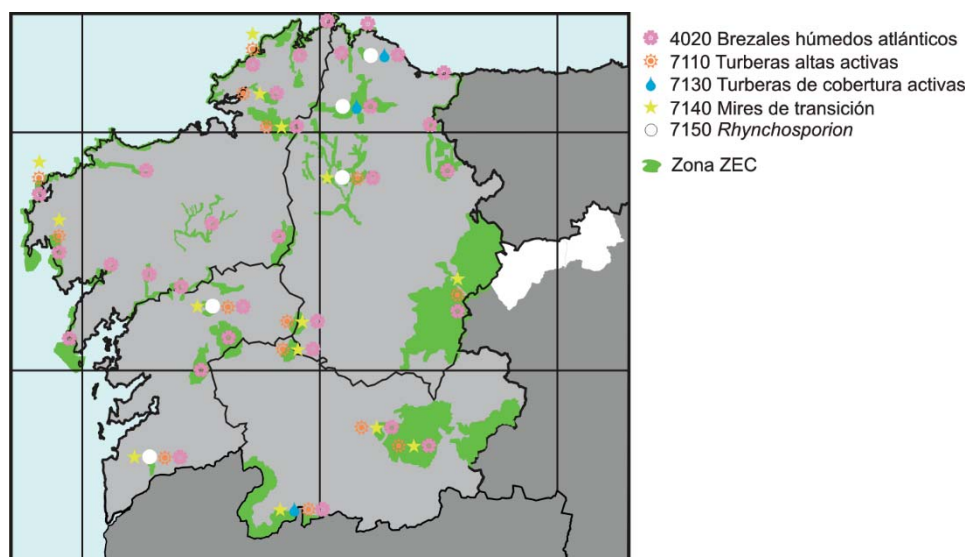 4020 Brezales húmedos atlánticos
7110 Turberas altas activas
7130 Turberas de cobertura activas
7140 Mires de transición
7150 Rhynchosporion
Zona ZEC